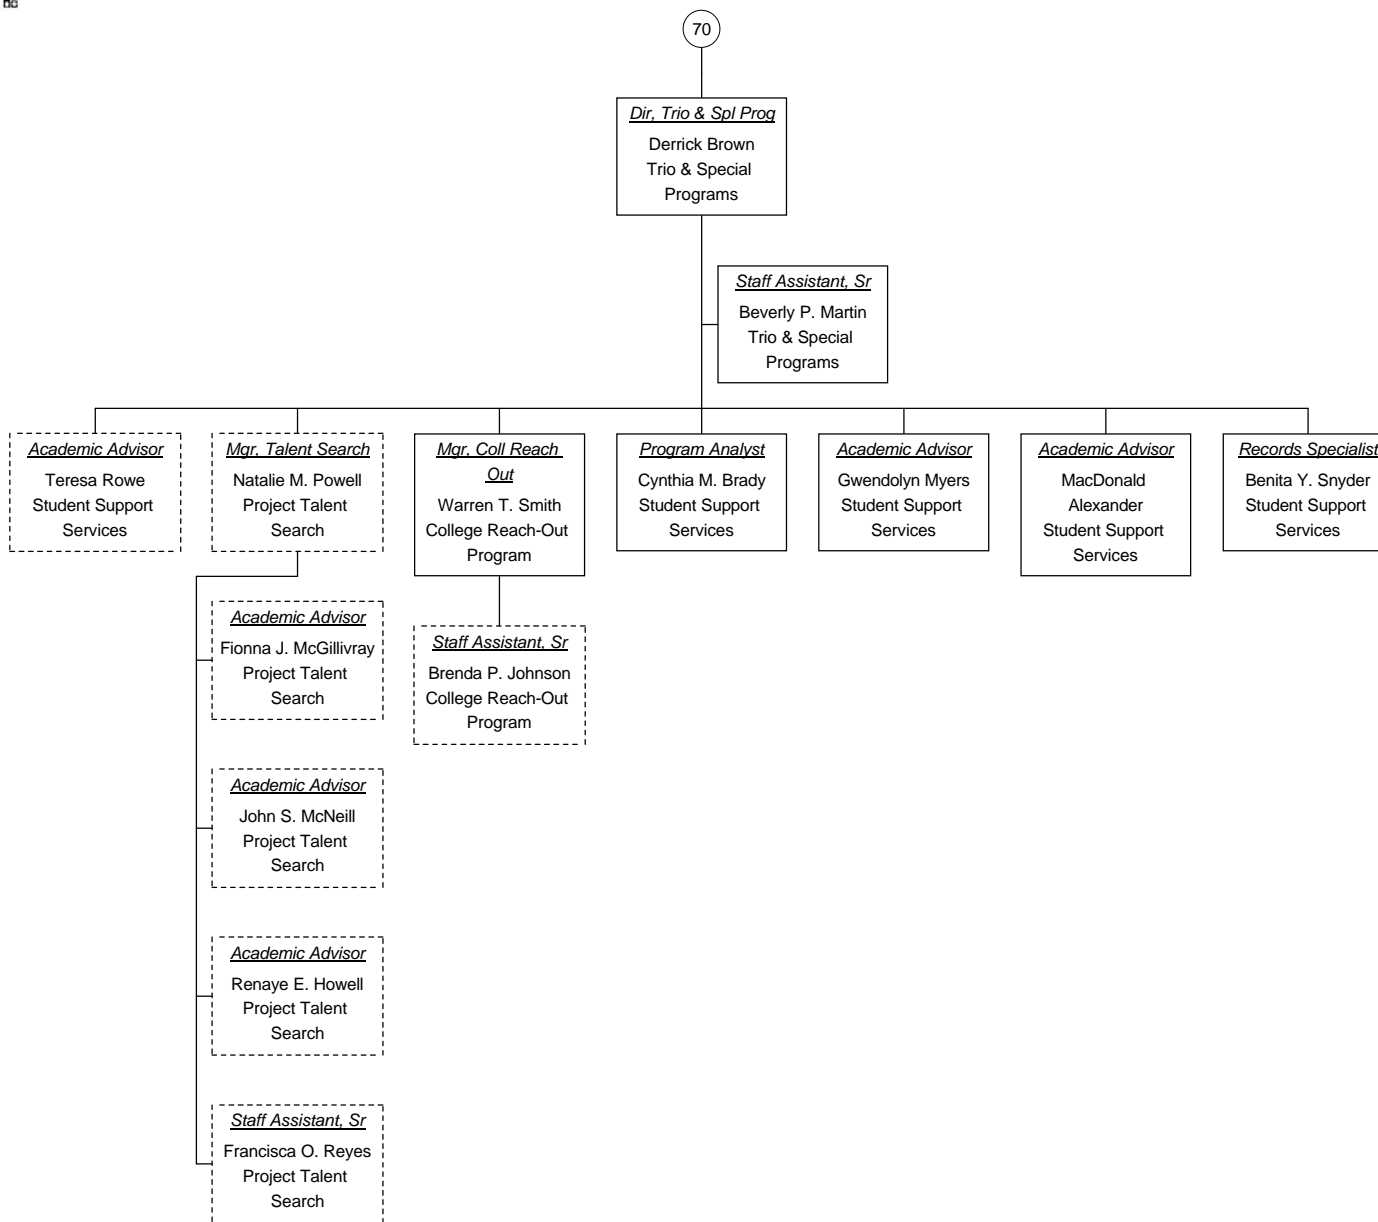 70
Dir, Trio & Spl Prog
Derrick Brown
Trio & Special
Programs
Staff Assistant, Sr
Beverly P. Martin
Trio & Special
Programs
Academic Advisor
Teresa Rowe
Student Support
Services
Mgr, Talent Search
Natalie M. Powell
Project Talent
Search
Mgr, Coll Reach
Out
Warren T. Smith
College Reach-Out
Program
Program Analyst
Cynthia M. Brady
Student Support
Services
Academic Advisor
Gwendolyn Myers
Student Support
Services
Academic Advisor
MacDonald
Alexander
Student Support
Services
Records Specialist
Benita Y. Snyder
Student Support
Services
Academic Advisor
Fionna J. McGillivray
Project Talent
Search
Staff Assistant, Sr
Brenda P. Johnson
College Reach-Out
Program
Academic Advisor
John S. McNeill
Project Talent
Search
Academic Advisor
Renaye E. Howell
Project Talent
Search
Staff Assistant, Sr
Francisca O. Reyes
Project Talent
Search